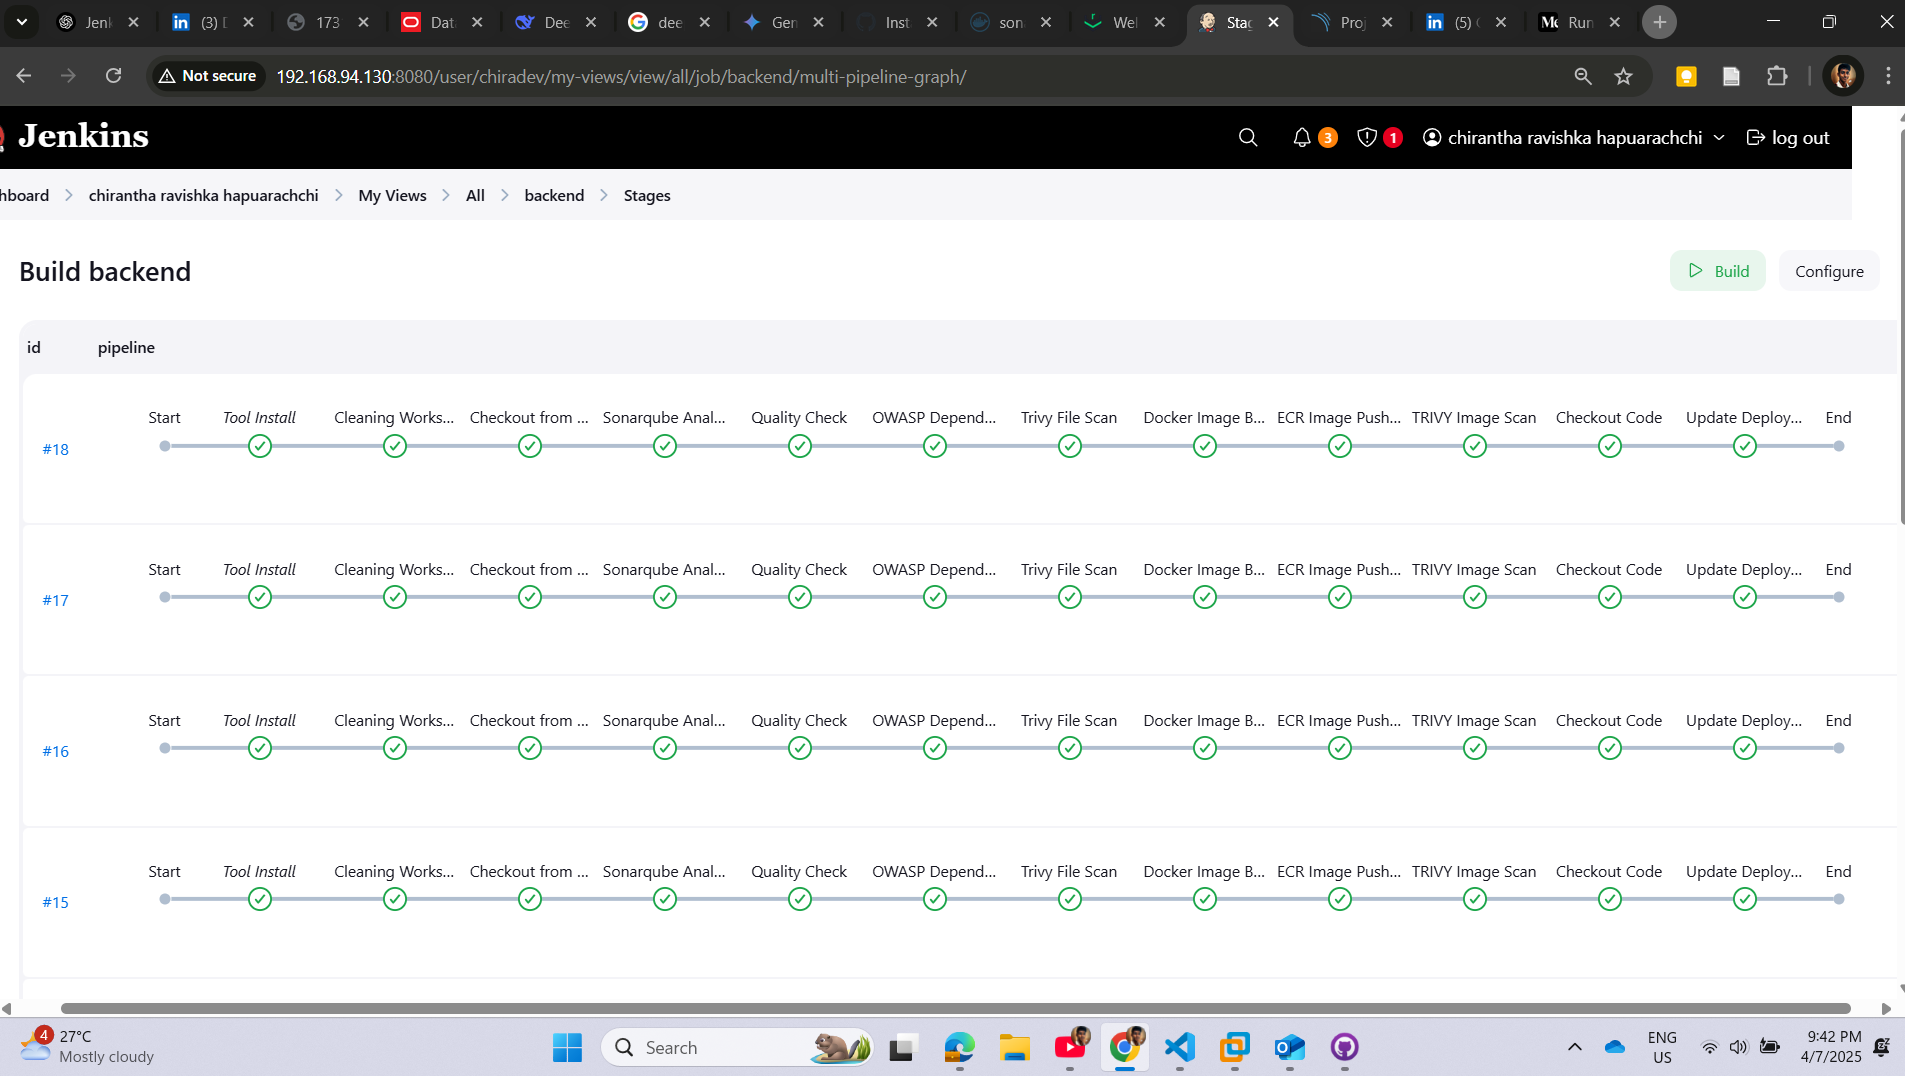 Jenk
(3) D
173
Data
Dee
dee
Gen
Inst
son
Wel
Stag
Proj
(5) C
Run
Not secure
192.168.94.130:8080/user/chiradev/my-views/view/all/job/backend/multi-pipeline-graph/
Jenkins
3
1
chirantha ravishka hapuarachchi
log out
hboard
chirantha ravishka hapuarachchi
My Views
All
backend
Stages
Build backend
Build
Configure
id
pipeline
Start Tool Install Cleaning Works... Checkout from ... Sonarqube Anal... Quality Check OWASP Depend... Trivy File Scan Docker Image B... ECR Image Push... TRIVY Image Scan Checkout Code Update Deploy... End
#18
Start Tool Install Cleaning Works... Checkout from ... Sonarqube Anal... Quality Check OWASP Depend... Trivy File Scan Docker Image B... ECR Image Push... TRIVY Image Scan Checkout Code Update Deploy... End
#17
Start Tool Install Cleaning Works... Checkout from ... Sonarqube Anal... Quality Check OWASP Depend... Trivy File Scan Docker Image B... ECR Image Push... TRIVY Image Scan Checkout Code Update Deploy... End
#16
Start Tool Install Cleaning Works... Checkout from ... Sonarqube Anal... Quality Check OWASP Depend... Trivy File Scan Docker Image B... ECR Image Push... TRIVY Image Scan Checkout Code Update Deploy... End
#15
4
27°C
Mostly cloudy
Search
ENG
US
9:42 PM
4/7/2025